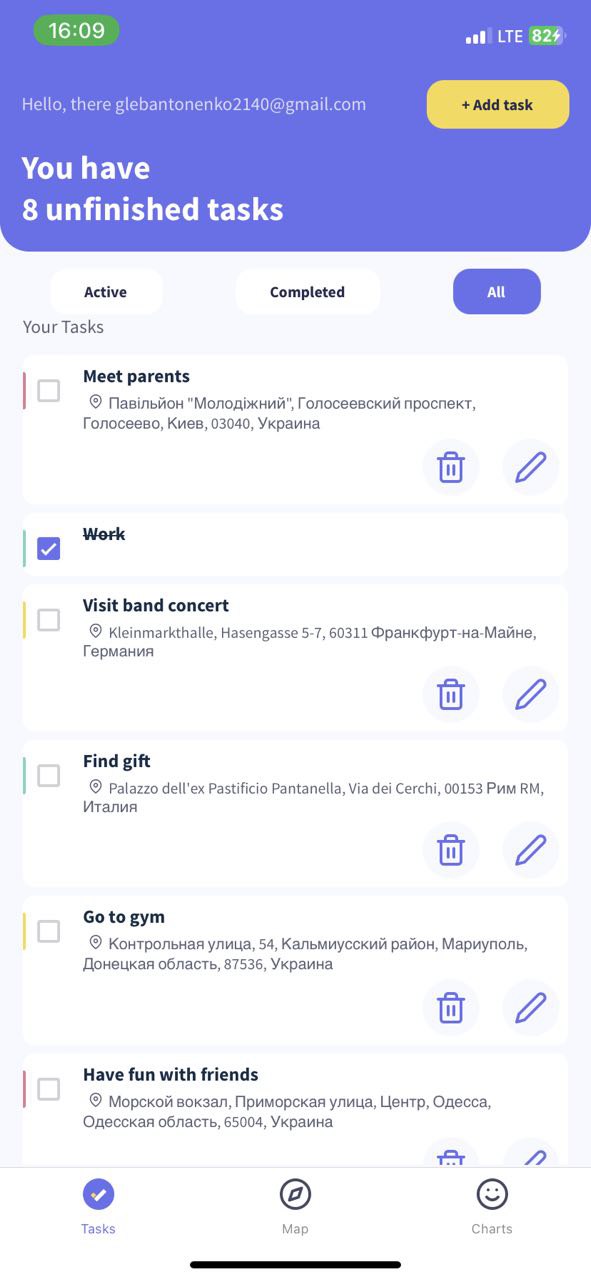 16:09
LTE 82
Hello, there glebantonenko2140@gmail.com
+ Add task
You have
8 unfinished tasks
Active
Completed
All
Your Tasks
Meet parents
Павільйон "Молодіжний", Голосеевский проспект,
Голосеево, Киев, 03040, Украина
Work
Visit band concert
Kleinmarkthalle, Hasengasse 5-7, 60311 Франкфурт-на-Майне,
Германия
Find gift
Palazzo dell'ex Pastificio Pantanella, Via dei Cerchi, 00153 Рим RM,
Италия
Go to gym
Контрольная улица, 54, Кальмиусский район, Мариуполь,
Донецкая область, 87536, Украина
Have fun with friends
Морской вокзал, Приморская улица, Центр, Одесса,
Одесская область, 65004, Украина
Tasks
Map
Charts